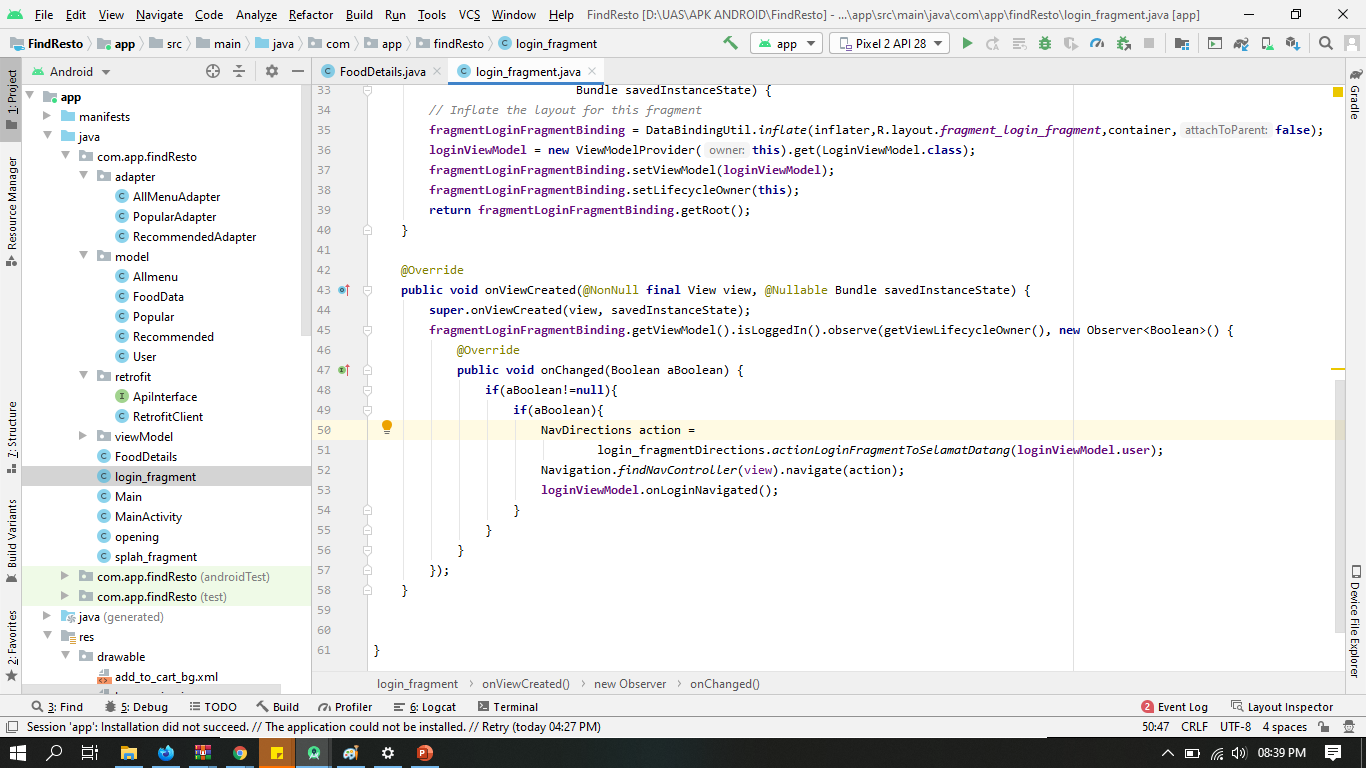 File Edit View Navigate Code Analyze Refactor Build Run Tools VCS Window Help FindResto [D:\UAS\APK ANDROID\FindResto] - ...\app\src\main\java\com\app\findResto\login_fragment.java [app]
FindResto app src main java com app findResto login_fragment app Pixel 2 API 28
Android FoodDetails.java login_fragment.java
1: Project
Resource Manager
7: Structure
Build Variants
2: Favorites
app
manifests
java
com.app.findResto
adapter
AllMenuAdapter
PopularAdapter
RecommendedAdapter
model
Allmenu
FoodData
Popular
Recommended
User
retrofit
ApiInterface
RetrofitClient
viewModel
FoodDetails
login_fragment
Main
MainActivity
opening
splah_fragment
com.app.findResto (androidTest)
com.app.findResto (test)
java (generated)
res
drawable
add_to_cart_bg.xml
33 Bundle savedInstanceState) {
34 // Inflate the layout for this fragment
35 fragmentLoginFragmentBinding = DataBindingUtil.inflate(inflater,R.layout.fragment_login_fragment,container, attachToParent: false);
36 loginViewModel = new ViewModelProvider( owner: this).get(LoginViewModel.class);
37 fragmentLoginFragmentBinding.setViewModel(loginViewModel);
38 fragmentLoginFragmentBinding.setLifecycleOwner(this);
39 return fragmentLoginFragmentBinding.getRoot();
40 }
41
42 @Override
43 public void onViewCreated(@NonNull final View view, @Nullable Bundle savedInstanceState) {
44 super.onViewCreated(view, savedInstanceState);
45 fragmentLoginFragmentBinding.getViewModel().isLoggedIn().observe(getViewLifecycleOwner(), new Observer<Boolean>() {
46 @Override
47 public void onChanged(Boolean aBoolean) {
48 if(aBoolean!=null){
49 if(aBoolean){
50 NavDirections action =
51 login_fragmentDirections.actionLoginFragmentToSelamatDatang(loginViewModel.user);
52 Navigation.findNavController(view).navigate(action);
53 loginViewModel.onLoginNavigated();
54 }
55 }
56 }
57 });
58 }
59
60
61 }
Gradle
Device File Explorer
login_fragment onViewCreated() new Observer onChanged()
3: Find 5: Debug TODO Build Profiler 6: Logcat Terminal 2 Event Log Layout Inspector
Session 'app': Installation did not succeed. // The application could not be installed. // Retry (today 04:27 PM) 50:47 CRLF UTF-8 4 spaces
08:39 PM